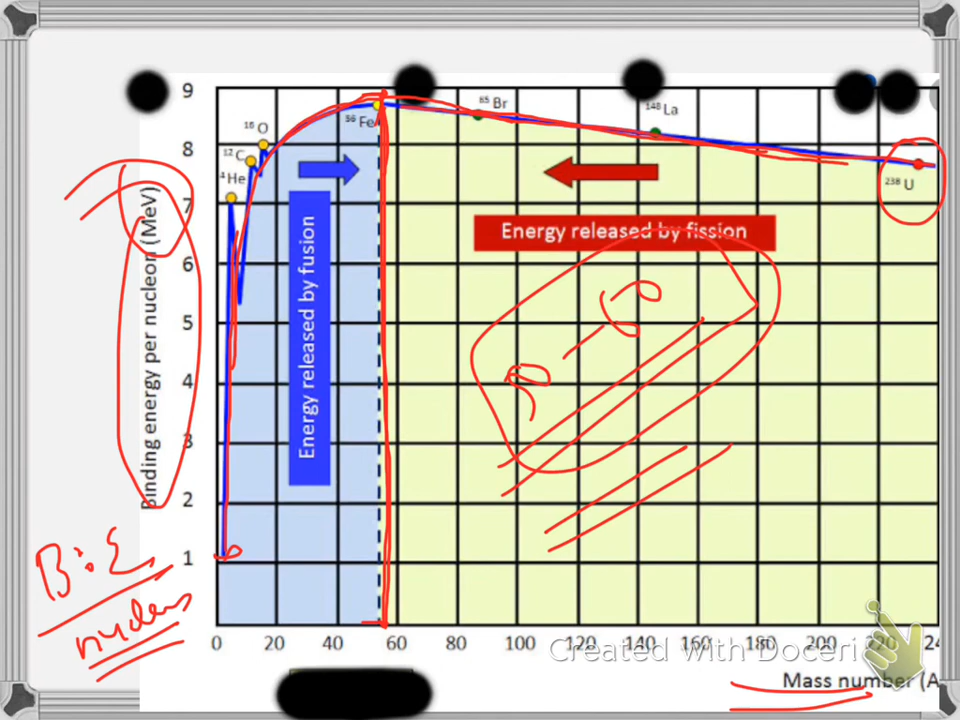 9
8
7
6
5
4
3
2
1
Binding energy per nucleon (MeV)
⁴He
¹²C
¹⁶O
⁵⁶Fe
⁸⁵Br
¹⁴⁸La
²³⁸U
Energy released by fusion
Energy released by fission
B.E
0 20 40 60 80 100 120 140 160 180 200 220 24
Created With Doceri
Mass number (A